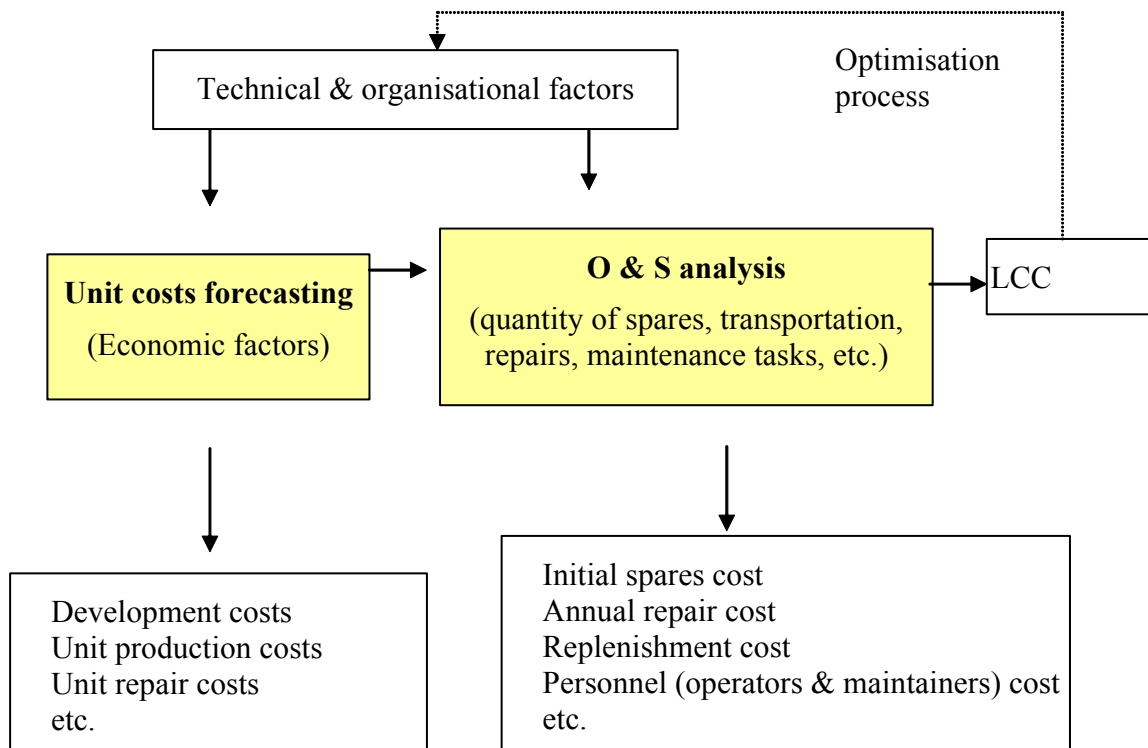 Optimisation
process
Technical & organisational factors
Unit costs forecasting
(Economic factors)
O & S analysis
(quantity of spares, transportation,
repairs, maintenance tasks, etc.)
LCC
Development costs
Unit production costs
Unit repair costs
etc.
Initial spares cost
Annual repair cost
Replenishment cost
Personnel (operators & maintainers) cost
etc.